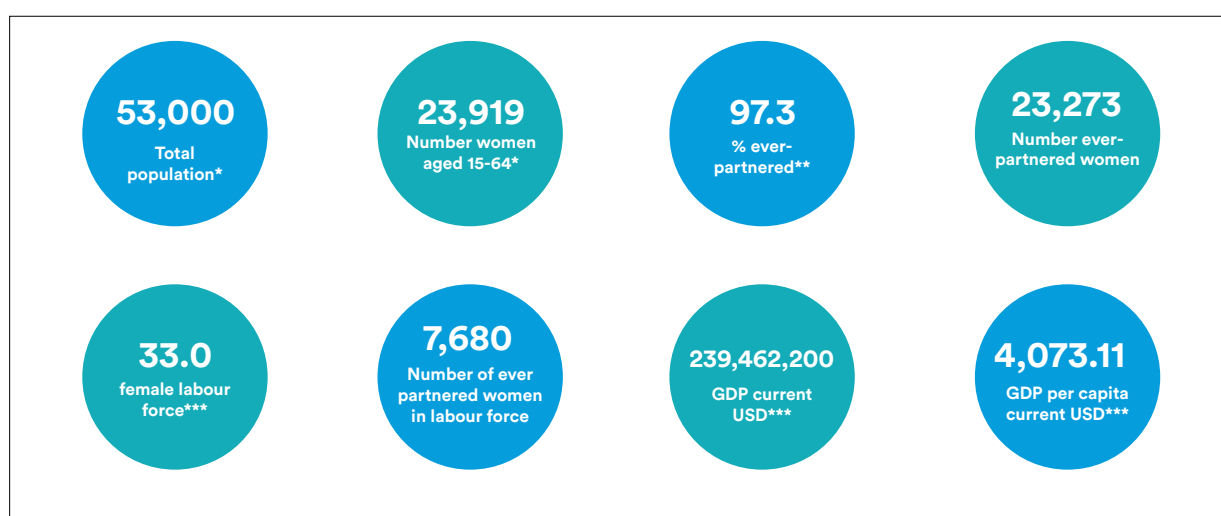 53,000
Total
population*
23,919
Number women
aged 15-64*
97.3
% ever-
partnered**
23,273
Number ever-
partnered women
33.0
female labour
force***
7,680
Number of ever
partnered women
in labour force
239,462,200
GDP current
USD***
4,073.11
GDP per capita
current USD***